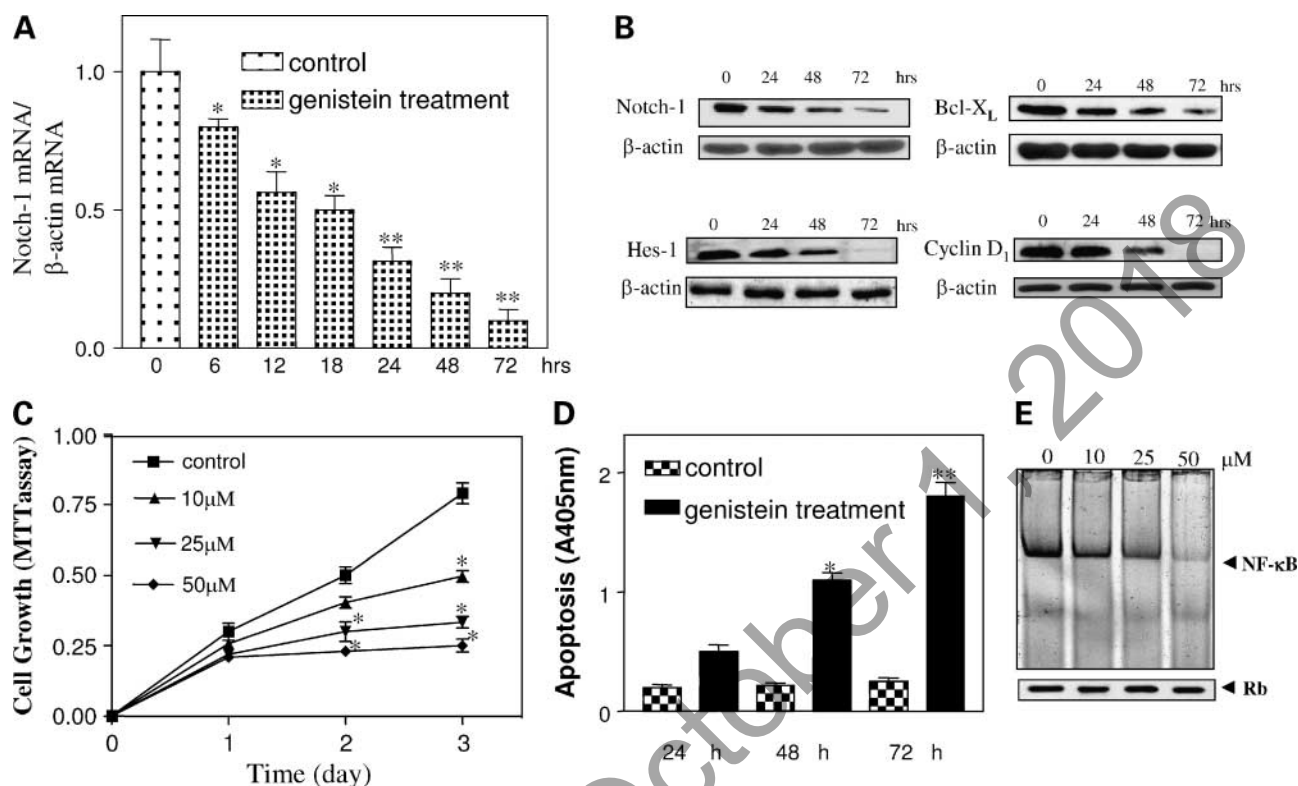 A
control
genistein treatment
Notch-1 mRNA/
β-actin mRNA
1.0
0.5
0.0
* * * ** ** **
0 6 12 18 24 48 72 hrs
B
0 24 48 72 hrs
Notch-1
β-actin
0 24 48 72 hrs
Bcl-XL
β-actin
0 24 48 72 hrs
Hes-1
β-actin
0 24 48 72 hrs
Cyclin D1
β-actin
C
Cell Growth (MTTassay)
1.00
0.75
0.50
0.25
0.00
control
10μM
25μM
50μM
* * * * *
0 1 2 3
Time (day)
D
Apoptosis (A405nm)
2
1
0
control
genistein treatment
* **
24 h 48 h 72 h
E
0 10 25 50 μM
NF-κB
Rb
October 1, 2018